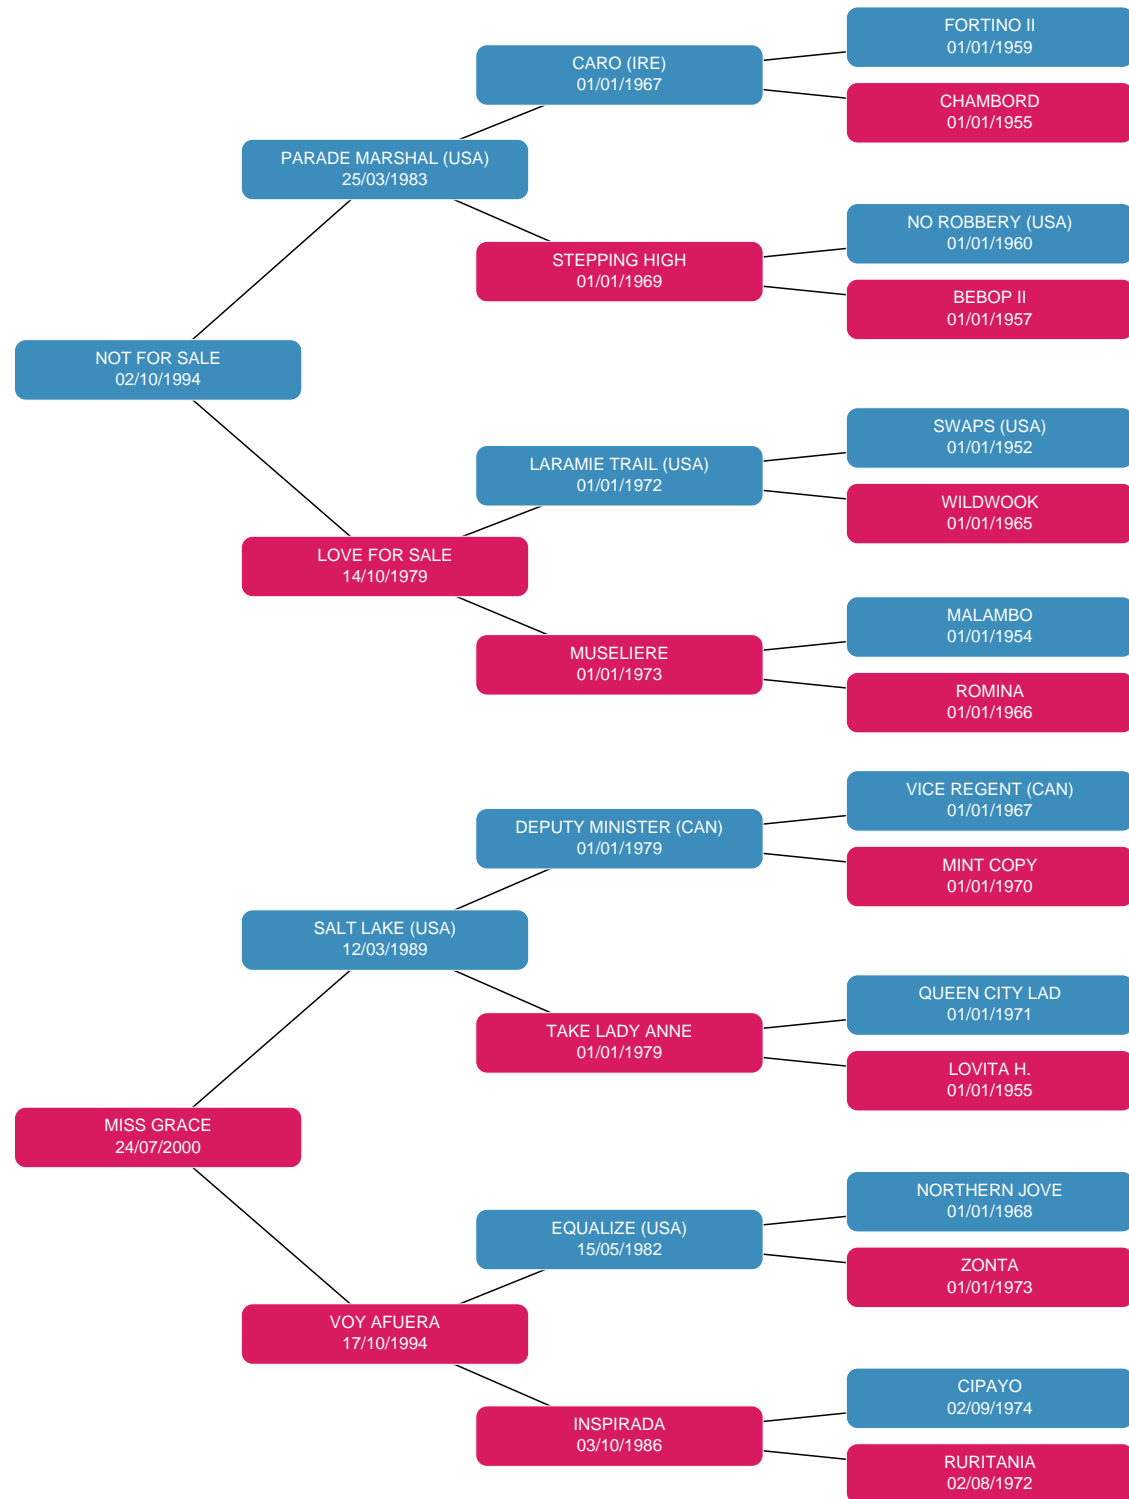 FORTINO II
01/01/1959
CARO (IRE)
01/01/1967
CHAMBORD
01/01/1955
PARADE MARSHAL (USA)
25/03/1983
NO ROBBERY (USA)
01/01/1960
STEPPING HIGH
01/01/1969
BEBOP II
01/01/1957
NOT FOR SALE
02/10/1994
SWAPS (USA)
01/01/1952
LARAMIE TRAIL (USA)
01/01/1972
WILDWOOK
01/01/1965
LOVE FOR SALE
14/10/1979
MALAMBO
01/01/1954
MUSELIERE
01/01/1973
ROMINA
01/01/1966
VICE REGENT (CAN)
01/01/1967
DEPUTY MINISTER (CAN)
01/01/1979
MINT COPY
01/01/1970
SALT LAKE (USA)
12/03/1989
QUEEN CITY LAD
01/01/1971
TAKE LADY ANNE
01/01/1979
LOVITA H.
01/01/1955
MISS GRACE
24/07/2000
NORTHERN JOVE
01/01/1968
EQUALIZE (USA)
15/05/1982
ZONTA
01/01/1973
VOY AFUERA
17/10/1994
CIPAYO
02/09/1974
INSPIRADA
03/10/1986
RURITANIA
02/08/1972